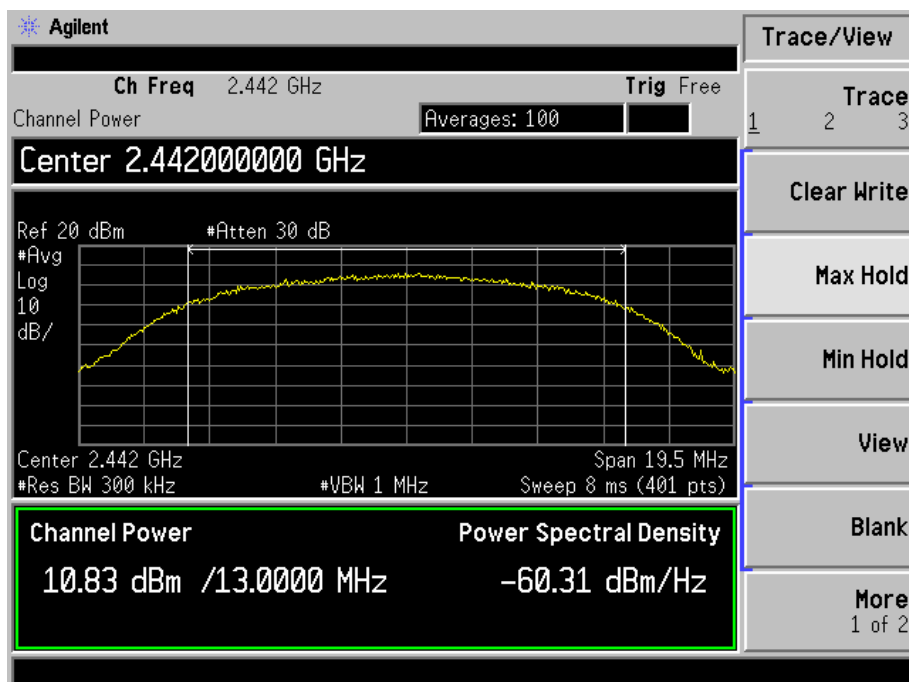 Agilent
Ch Freq 2.442 GHz Trig Free
Channel Power Averages: 100
Center 2.442000000 GHz
Ref 20 dBm #Atten 30 dB
#Avg
Log
10
dB/
Center 2.442 GHz Span 19.5 MHz
#Res BW 300 kHz #VBW 1 MHz Sweep 8 ms (401 pts)
Channel Power Power Spectral Density
10.83 dBm /13.0000 MHz -60.31 dBm/Hz
Trace/View
Trace
1 2 3
Clear Write
Max Hold
Min Hold
View
Blank
More
1 of 2